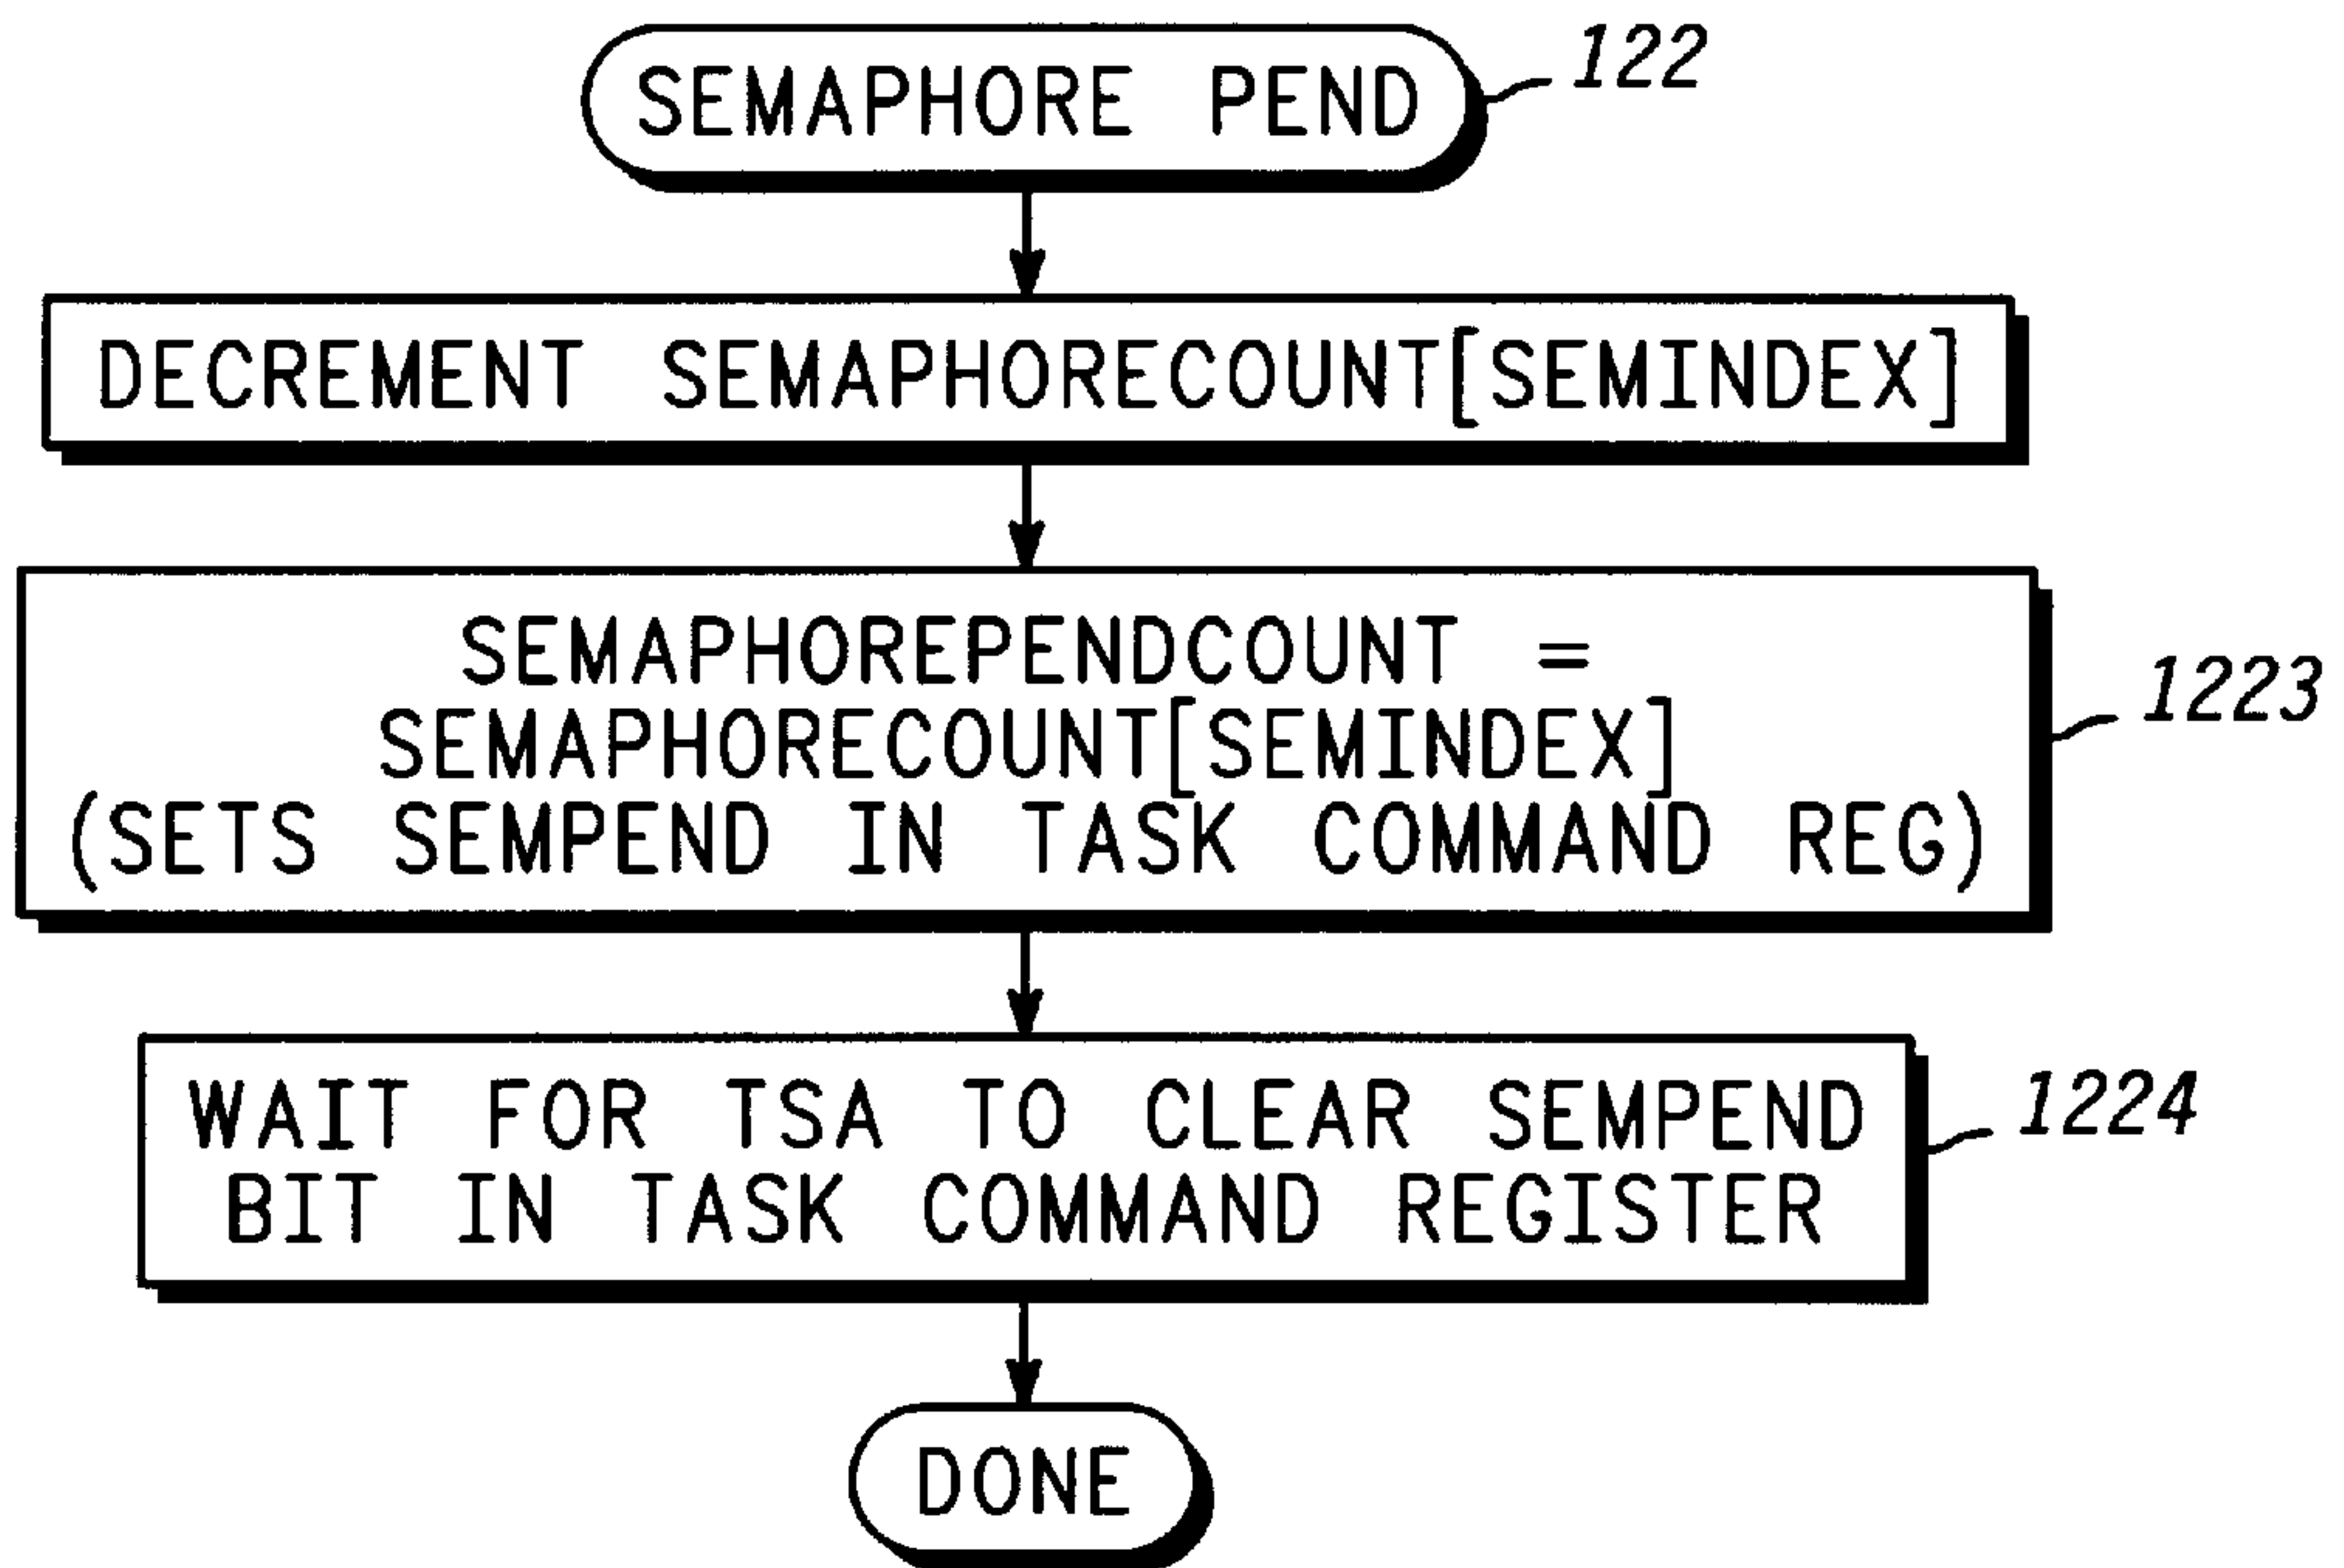 SEMAPHORE PEND
122
DECREMENT SEMAPHORECOUNT[SEMINDEX]
SEMAPHOREPENDCOUNT =
SEMAPHORECOUNT[SEMINDEX]
(SETS SEMPEND IN TASK COMMAND REG)
1223
WAIT FOR TSA TO CLEAR SEMPEND
BIT IN TASK COMMAND REGISTER
1224
DONE